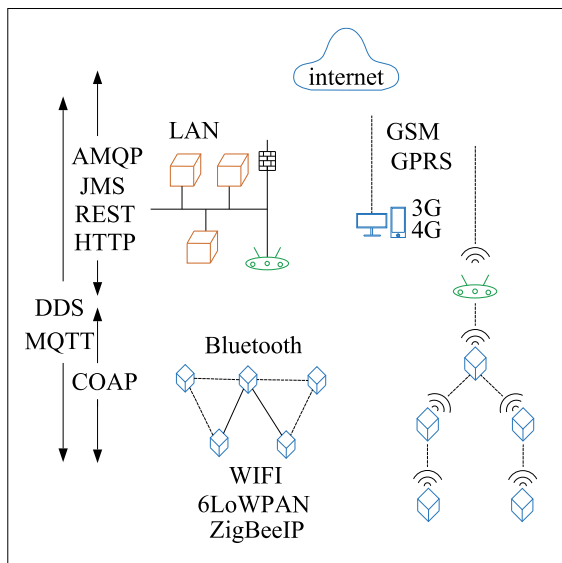 internet
LAN
GSM
GPRS
AMQP
JMS
REST
HTTP
3G
4G
DDS
MQTT
COAP
Bluetooth
WIFI
6LoWPAN
ZigBeeIP